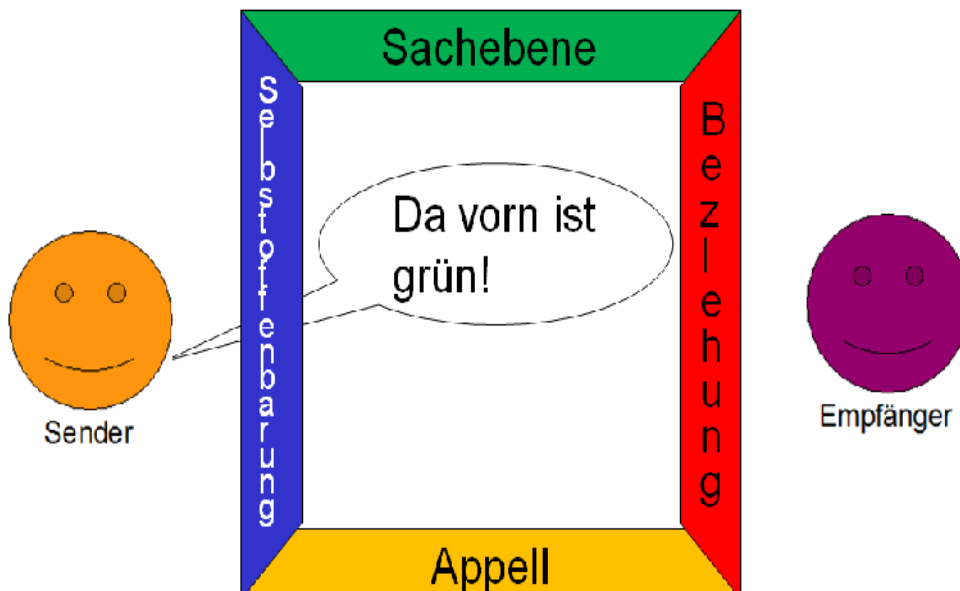 Sachebene
Selbstoffenbarung
Da vorn ist
grün!
Beziehung
Sender
Empfänger
Appell